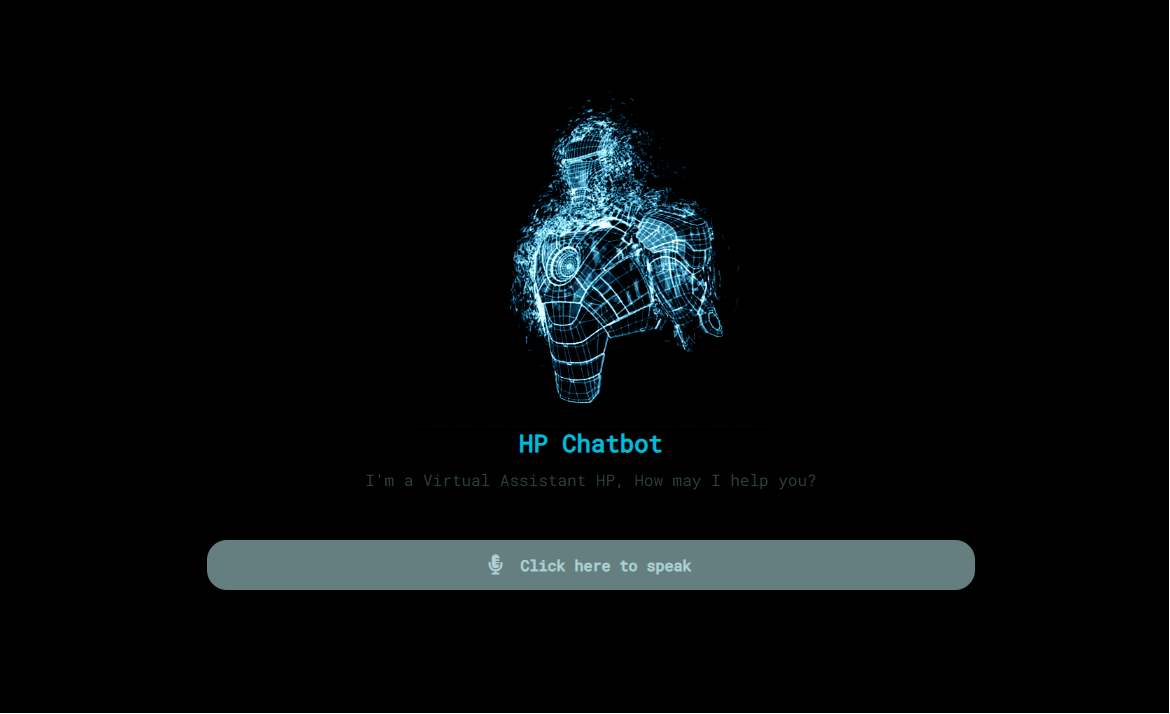 HP Chatbot
I'm a Virtual Assistant HP, How may I help you?
Click here to speak